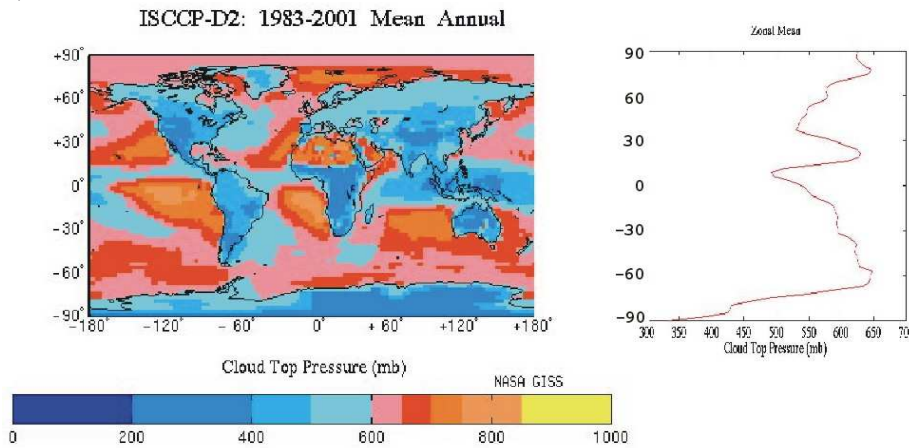 ISCCP-D2: 1983-2001 Mean Annual
+90°
+60°
+30°
0°
-30°
-60°
-90°
-180° -120° -60° 0° +60° +120° +180°
Cloud Top Pressure (mb)
NASA GISS
0 200 400 600 800 1000
Zonal Mean
90
60
30
0
-30
-60
-90
300 350 400 450 500 550 600 650 700
Cloud Top Pressure (mb)